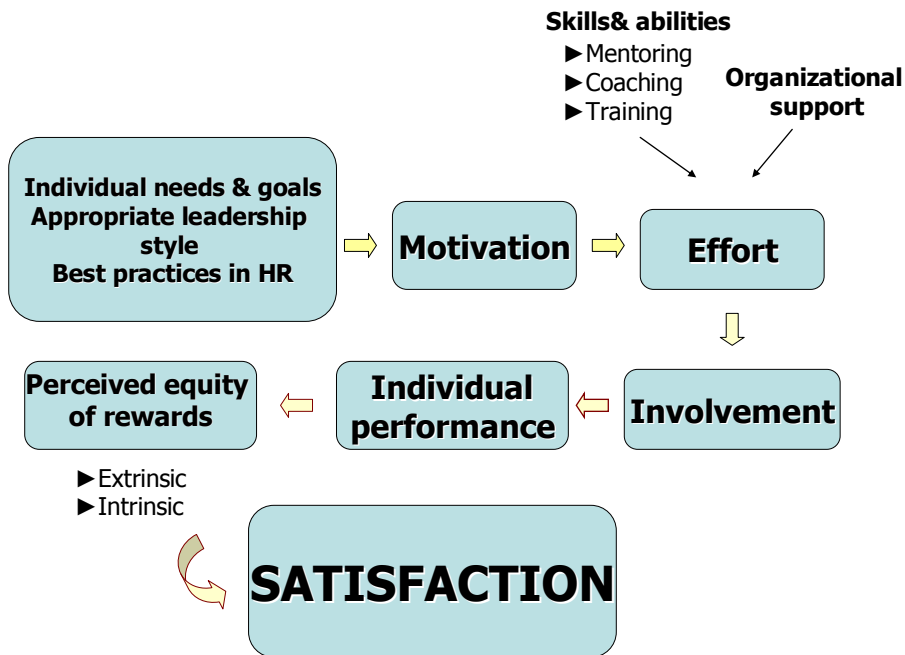 Skills& abilities
►Mentoring
►Coaching
►Training
Organizational
support
Individual needs & goals
Appropriate leadership
style
Best practices in HR
Motivation
Effort
Involvement
Individual
performance
Perceived equity
of rewards
►Extrinsic
►Intrinsic
SATISFACTION